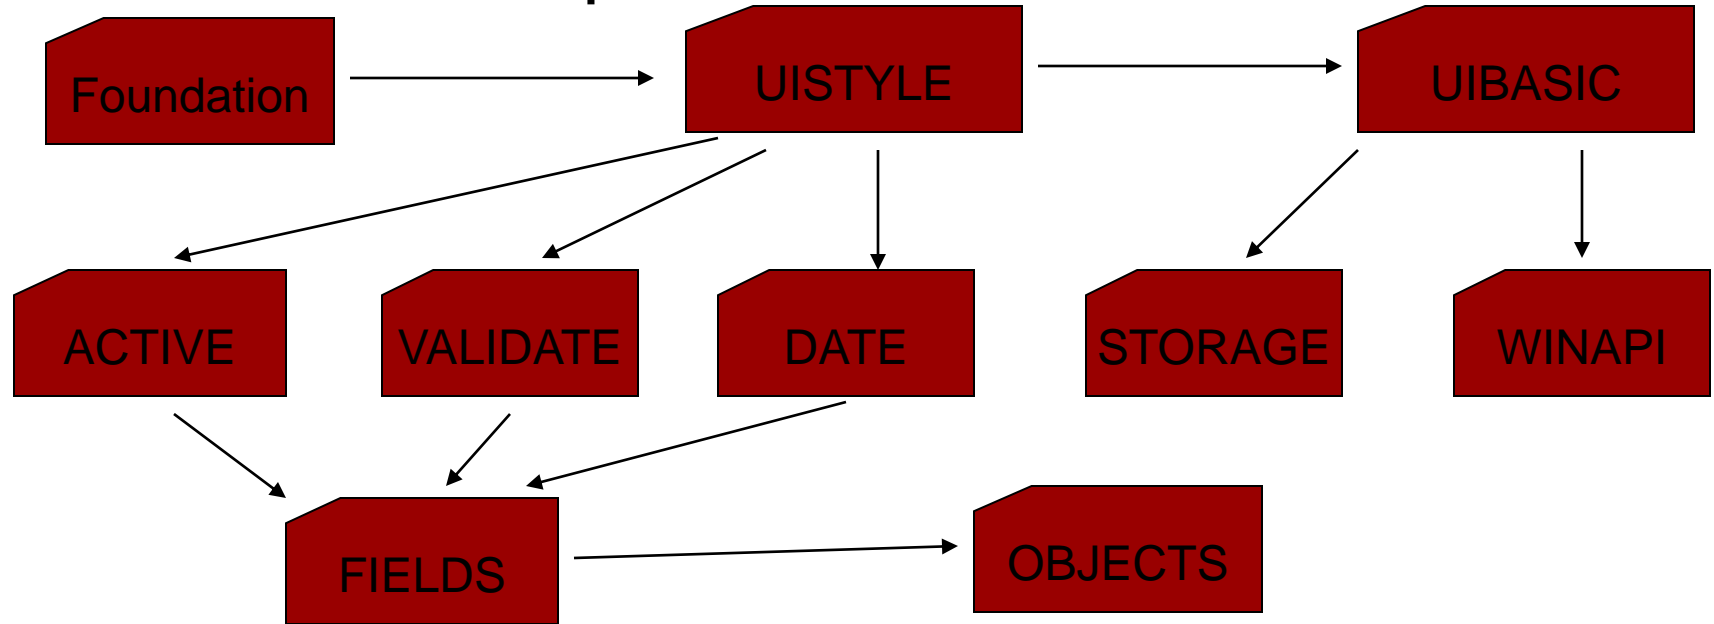 Foundation
UISTYLE
UIBASIC
ACTIVE
VALIDATE
DATE
STORAGE
WINAPI
FIELDS
OBJECTS